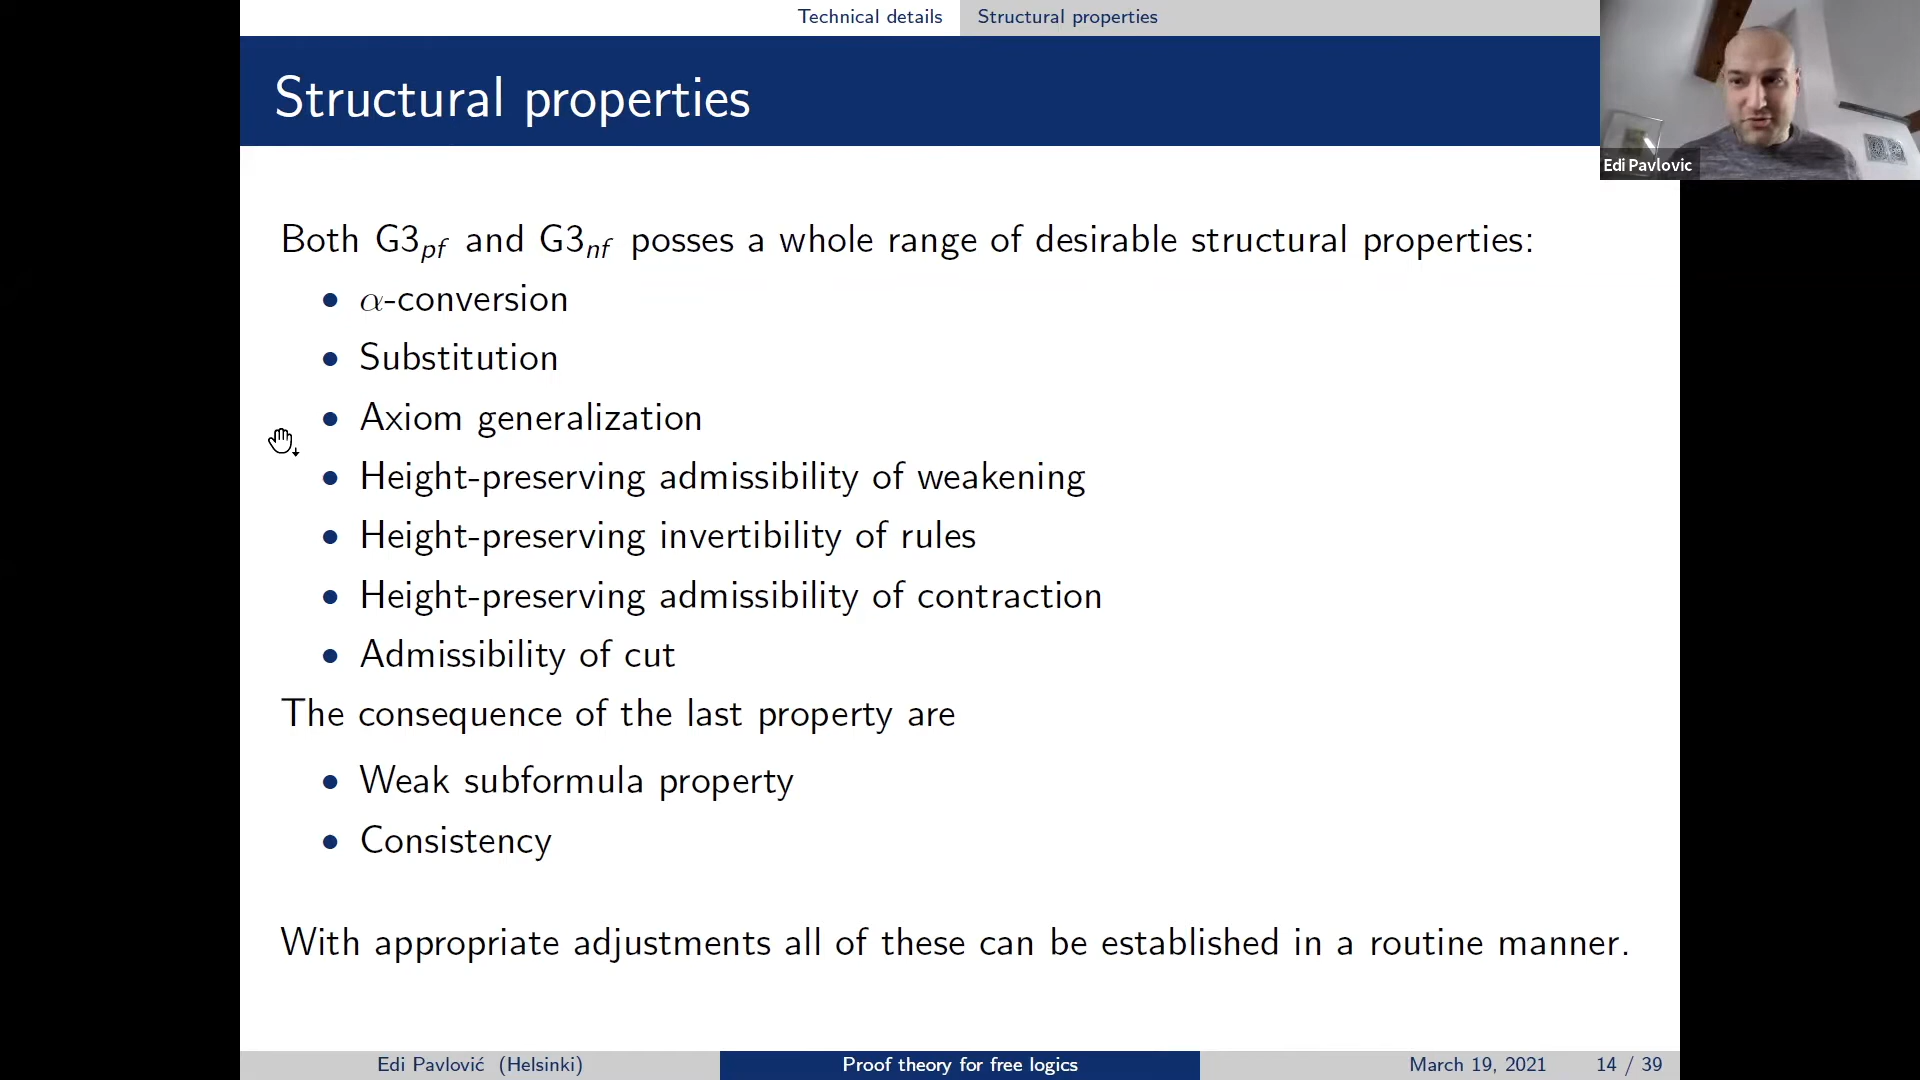 Technical details Structural properties
Structural properties
Edi Pavlovic
Both G3pf and G3nf posses a whole range of desirable structural properties:
• α-conversion
• Substitution
• Axiom generalization
• Height-preserving admissibility of weakening
• Height-preserving invertibility of rules
• Height-preserving admissibility of contraction
• Admissibility of cut
The consequence of the last property are
• Weak subformula property
• Consistency
With appropriate adjustments all of these can be established in a routine manner.
Edi Pavlović (Helsinki) Proof theory for free logics March 19, 2021 14 / 39